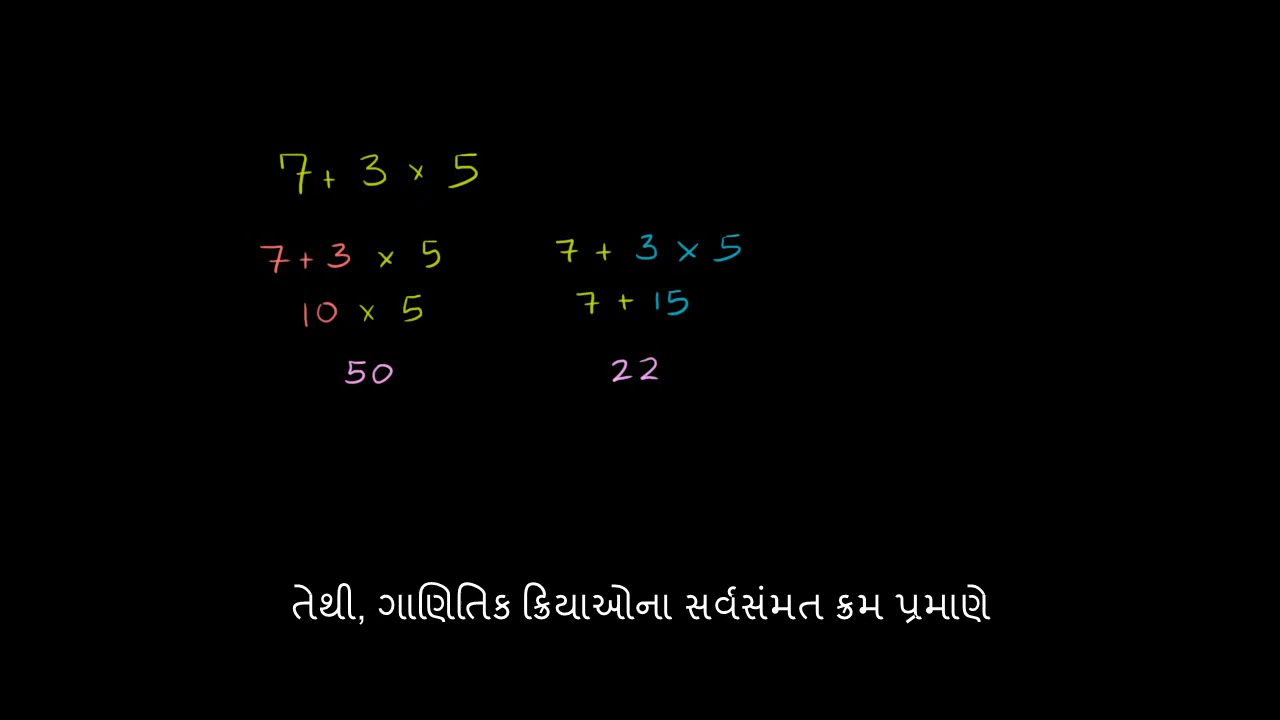 7 + 3 × 5
7 + 3 × 5
10 × 5
50
7 + 3 × 5
7 + 15
22
તેથી, ગાણિતિક ક્રિયાઓના સર્વસંમત ક્રમ પ્રમાણે